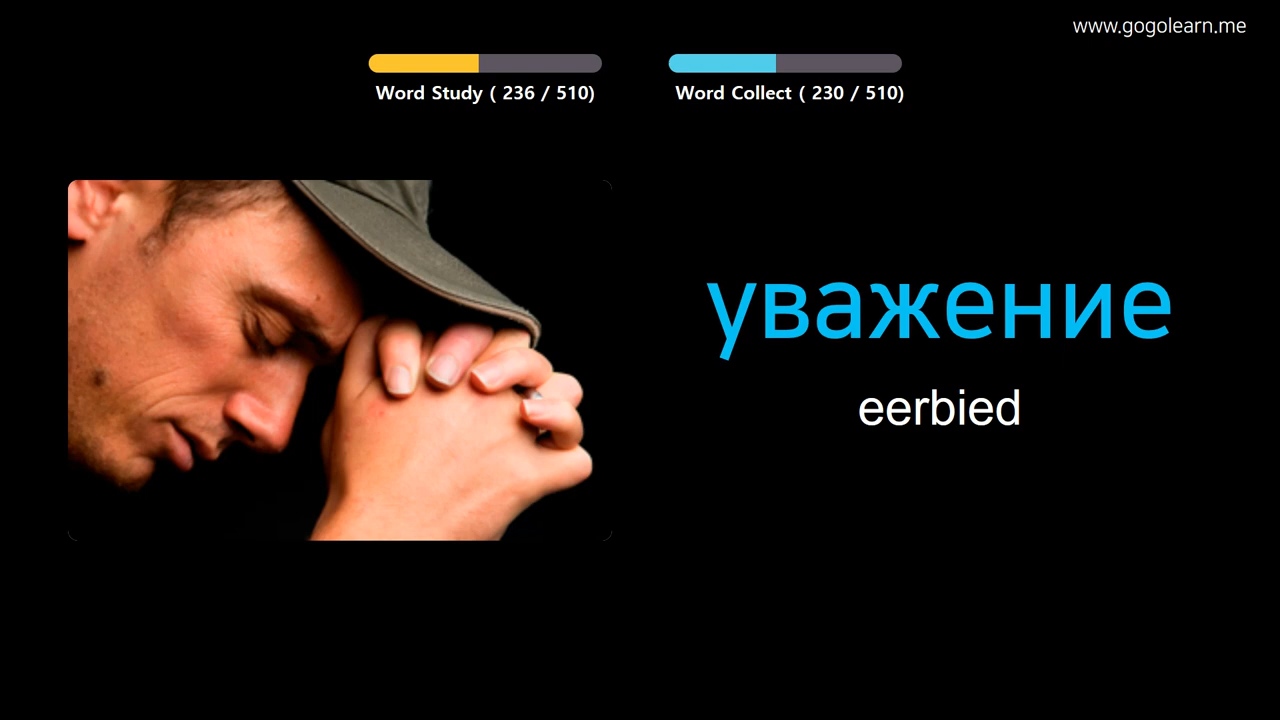 www.gogolearn.me
Word Study ( 236 / 510)
Word Collect ( 230 / 510)
уважение
eerbied